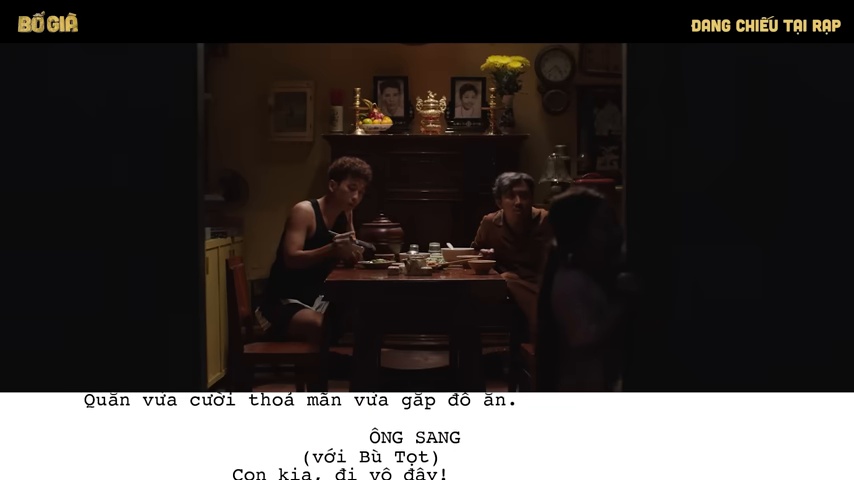 BỐ GIÀ
ĐANG CHIẾU TẠI RẠP
Quắn vừa cười thoả mãn vừa gắp đồ ăn.
ÔNG SANG
(với Bù Tọt)
Con kia, đi vô đây!